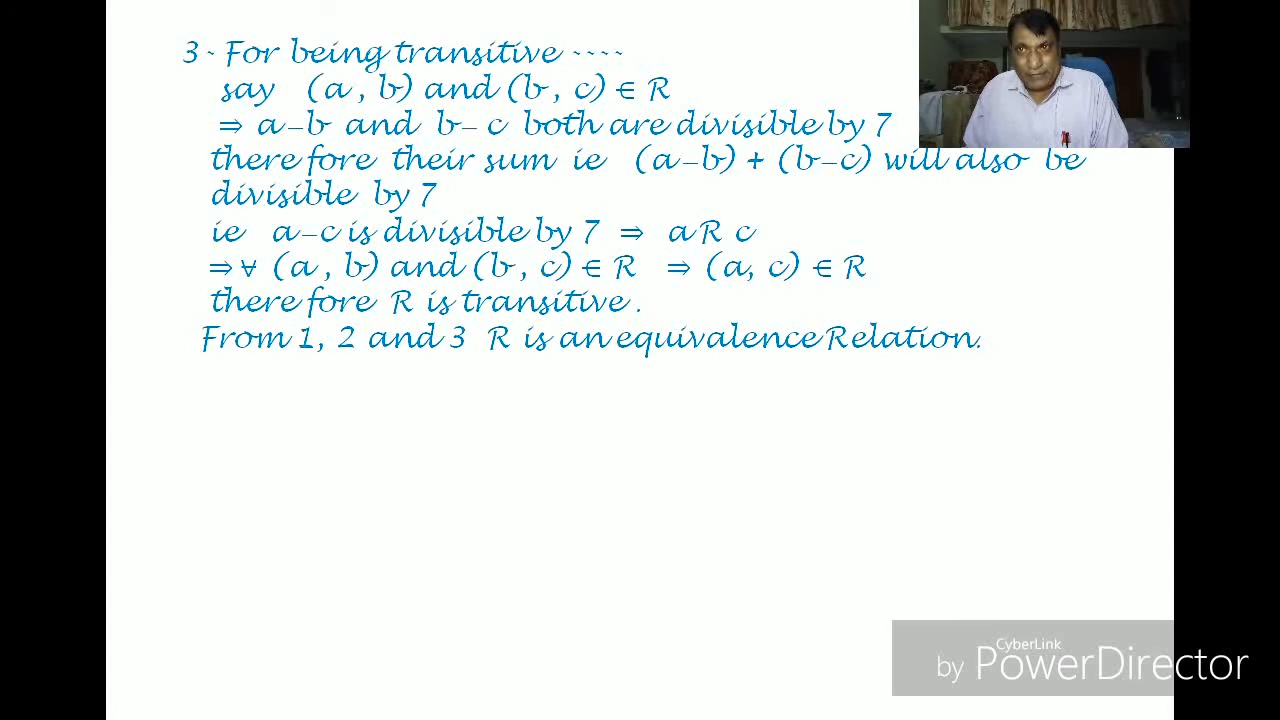 3 ~ For being transitive ~~~~
say (a , b) and (b , c) ∈ R
⇒ a –b and b– c both are divisible by 7
there fore their sum ie (a –b) + (b –c) will also be
divisible by 7
ie a –c is divisible by 7 ⇒ a R c
⇒ ∀ (a , b) and (b , c) ∈ R ⇒ (a, c) ∈ R
there fore R is transitive .
From 1, 2 and 3 R is an equivalence Relation.
CyberLink
by PowerDirector